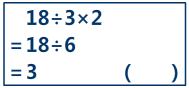 18÷3×2
=18÷6
=3 ( )